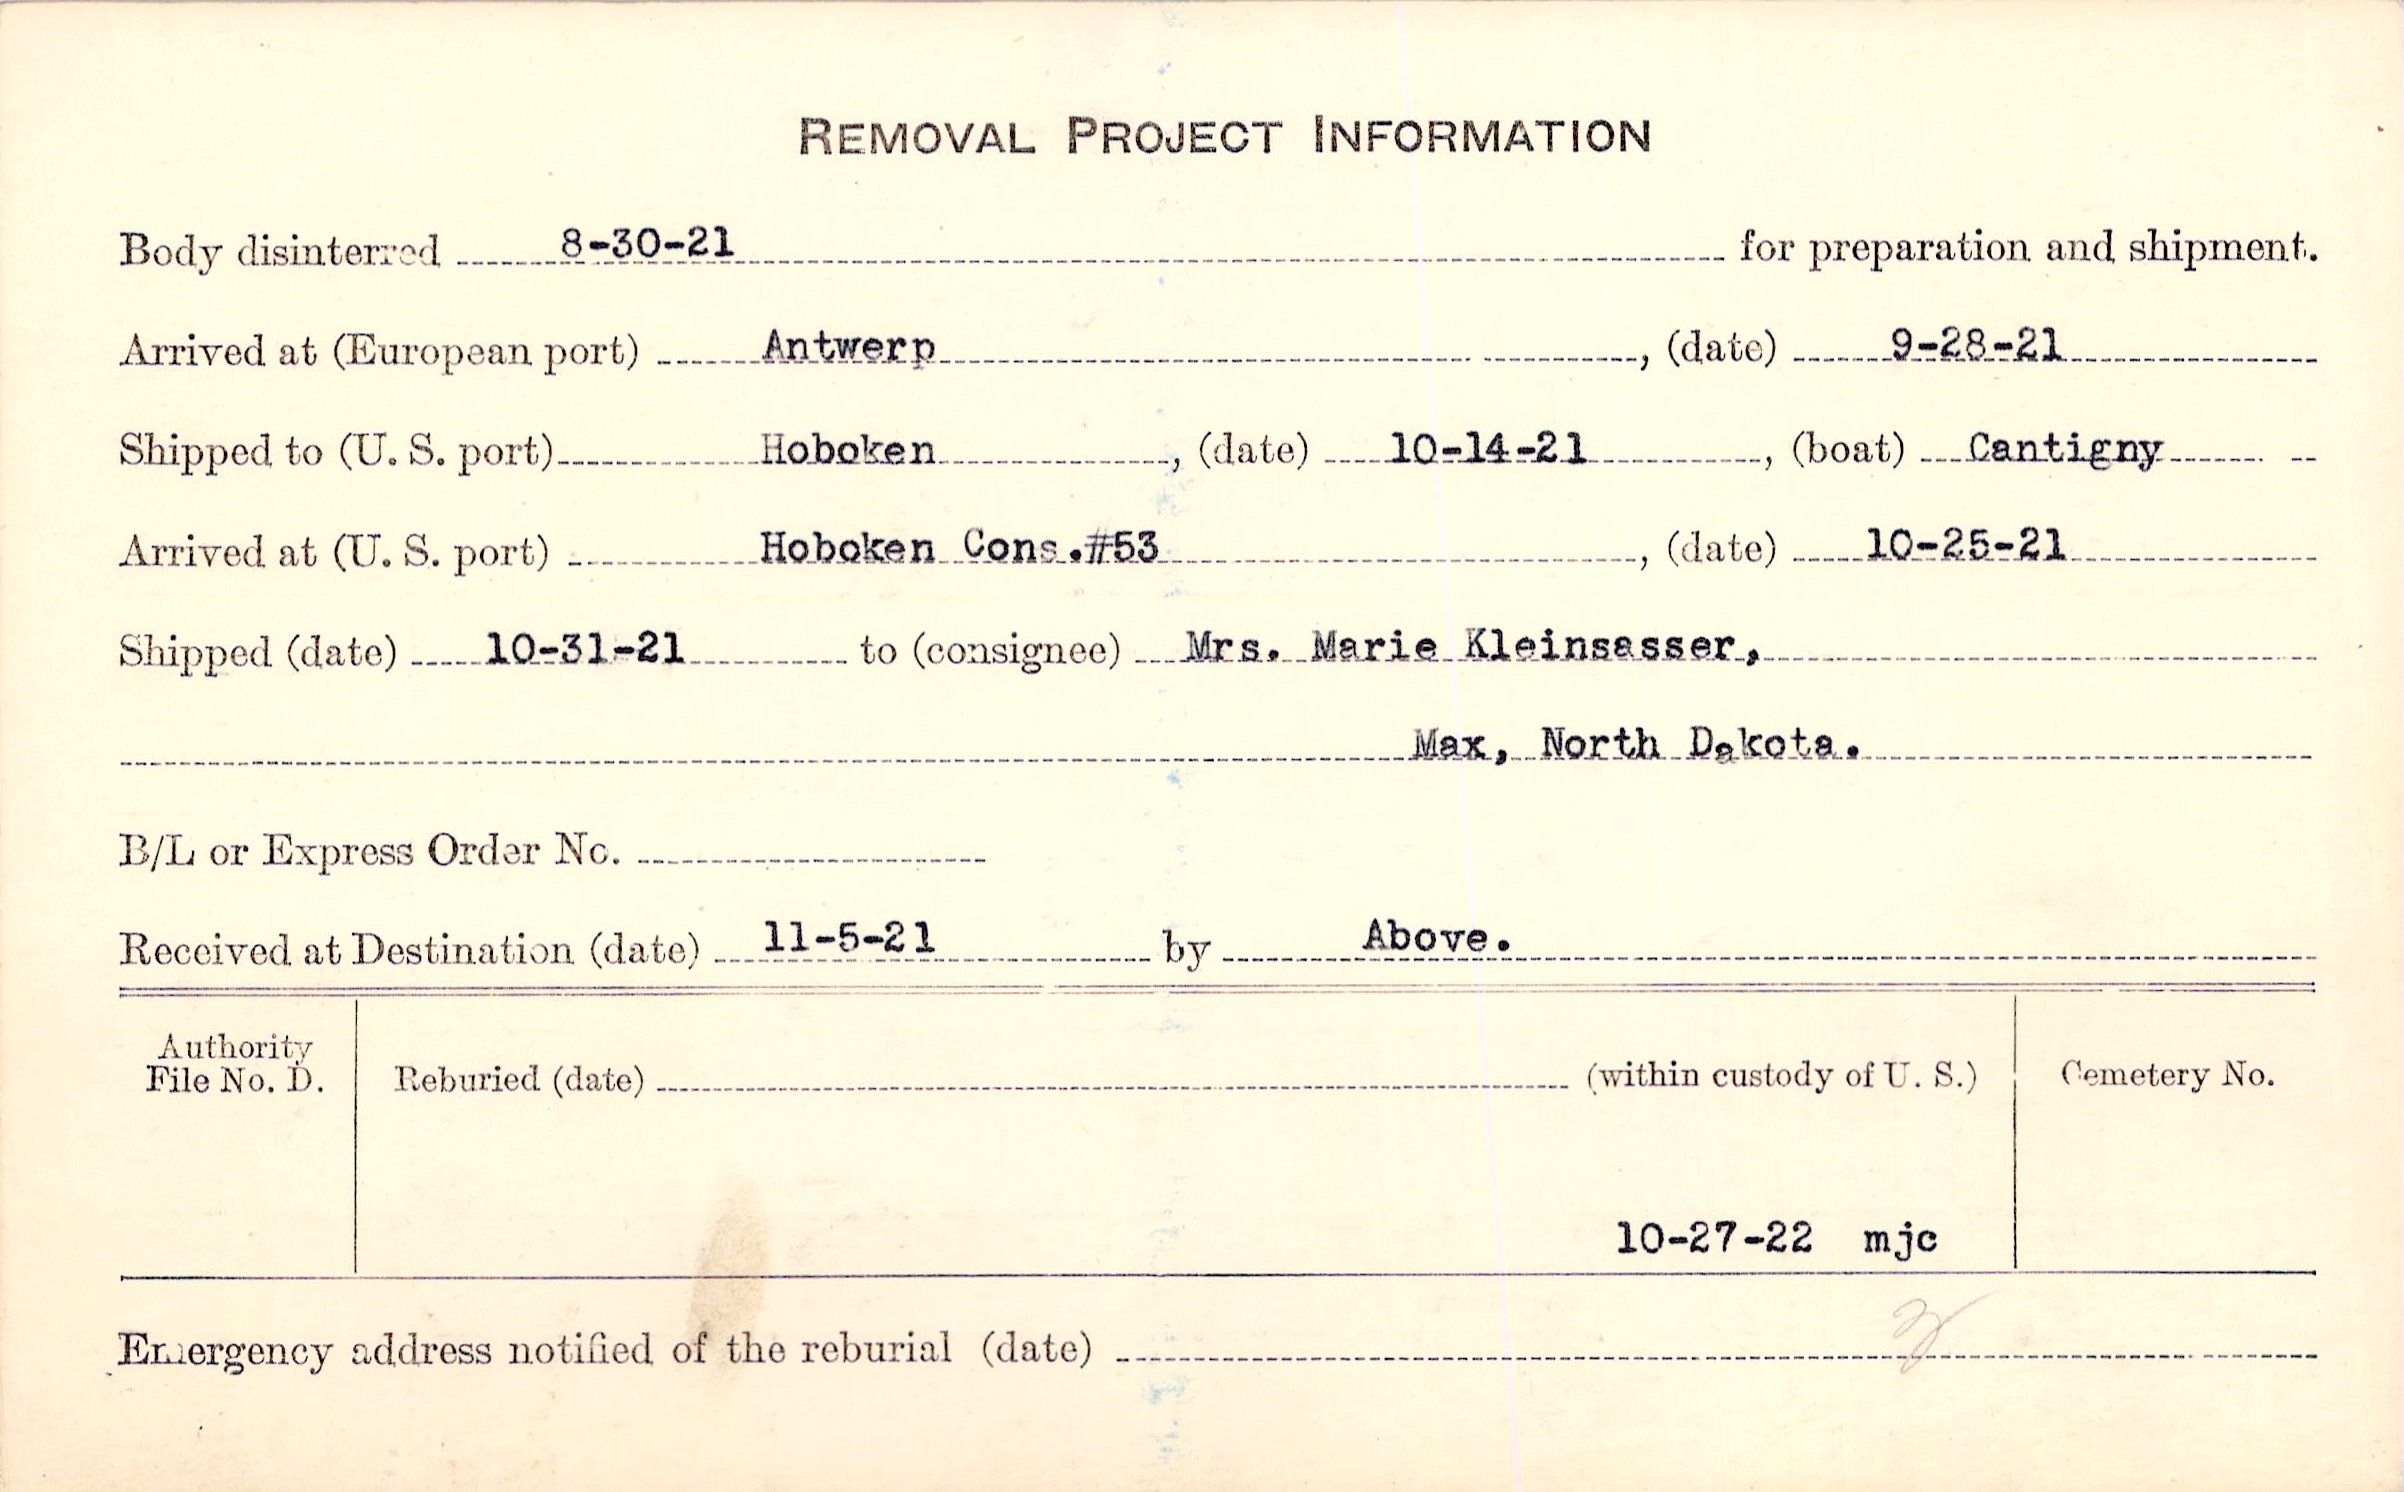 REMOVAL PROJECT INFORMATION
Body disinterred 8-30-21 for preparation and shipment.
Arrived at (European port) Antwerp, (date) 9-28-21
Shipped to (U. S. port) Hoboken, (date) 10-14-21, (boat) Cantigny
Arrived at (U. S. port) Hoboken Cons.#53, (date) 10-25-21
Shipped (date) 10-31-21 to (consignee) Mrs. Marie Kleinsasser,
Max, North Dakota.
B/L or Express Order No.
Received at Destination (date) 11-5-21 by Above.
Authority
File No. D.
Reburied (date) (within custody of U. S.)
Cemetery No.
10-27-22 mjc
Emergency address notified of the reburial (date)